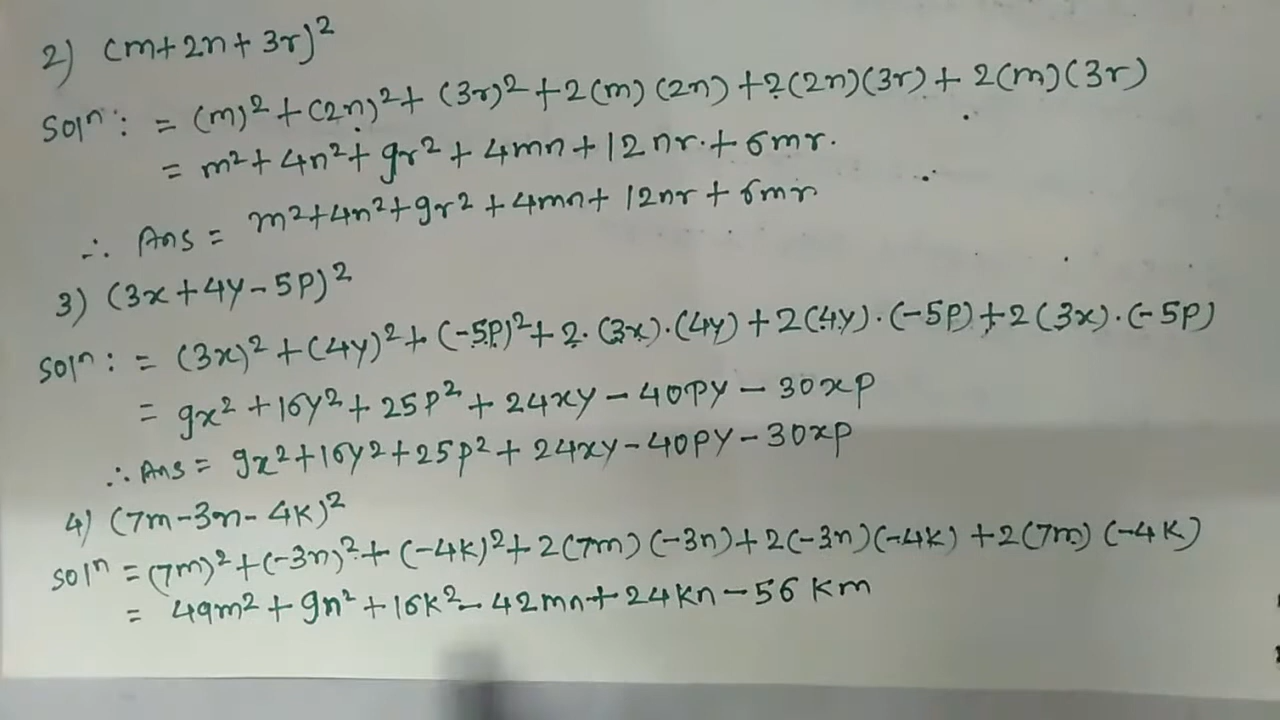 2) (m+2n+3r)²
Solⁿ: = (m)²+(2n)²+(3r)²+2(m)(2n)+2(2n)(3r)+2(m)(3r)
= m²+4n²+9r²+4mn+12nr.+6mr.
∴ Ans = m²+4n²+9r²+4mn+12nr+6mr
3) (3x+4y-5P)²
Solⁿ: = (3x)²+(4y)²+(-5P)²+2.(3x).(4y)+2(4y).(-5P)+2(3x).(-5P)
= 9x²+16y²+25P²+24xy-40Py-30xp
∴ Ans = 9x²+16y²+25p²+24xy-40py-30xp
4) (7m-3n-4k)²
Solⁿ = (7m)²+(-3n)²+(-4k)²+2(7m)(-3n)+2(-3n)(-4k)+2(7m)(-4k)
= 49m²+9n²+16k²-42mn+24kn-56km